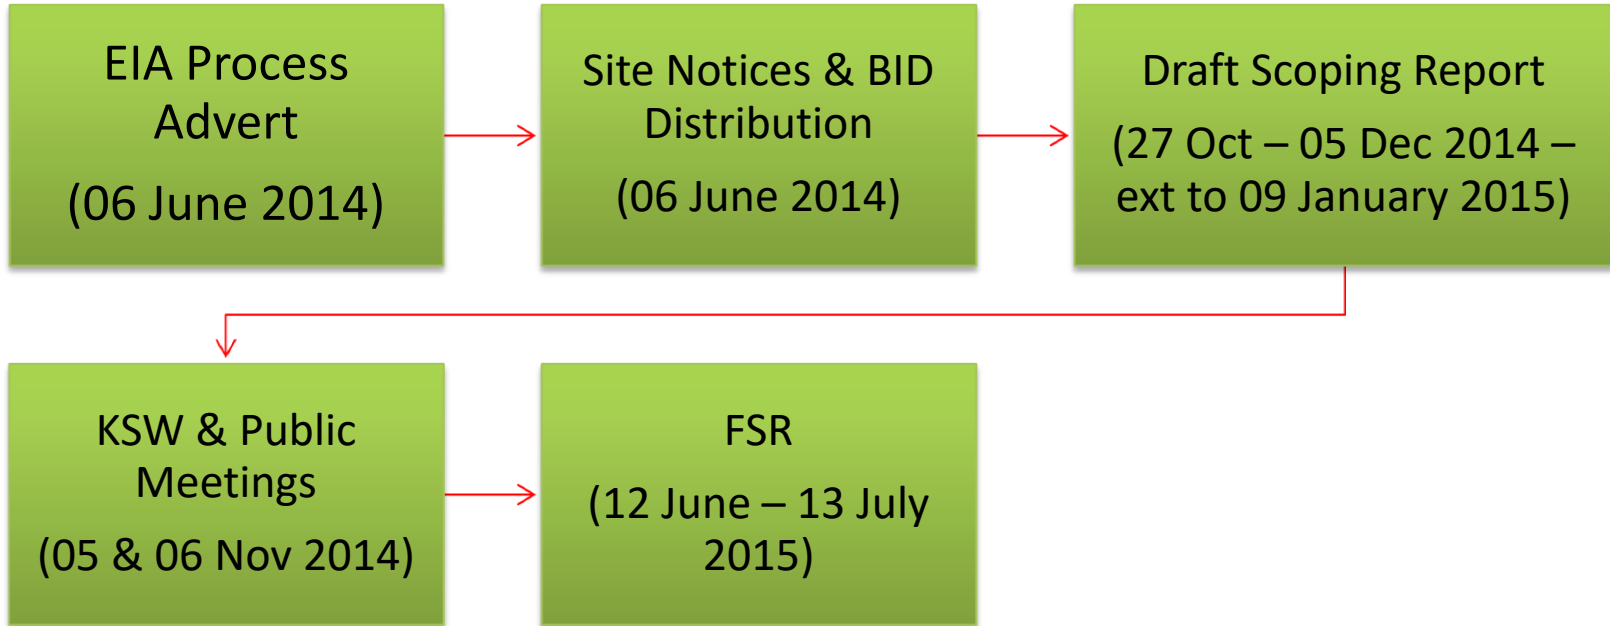 EIA Process
Advert
(06 June 2014)
Site Notices & BID
Distribution
(06 June 2014)
Draft Scoping Report
(27 Oct – 05 Dec 2014 –
ext to 09 January 2015)
KSW & Public
Meetings
(05 & 06 Nov 2014)
FSR
(12 June – 13 July
2015)